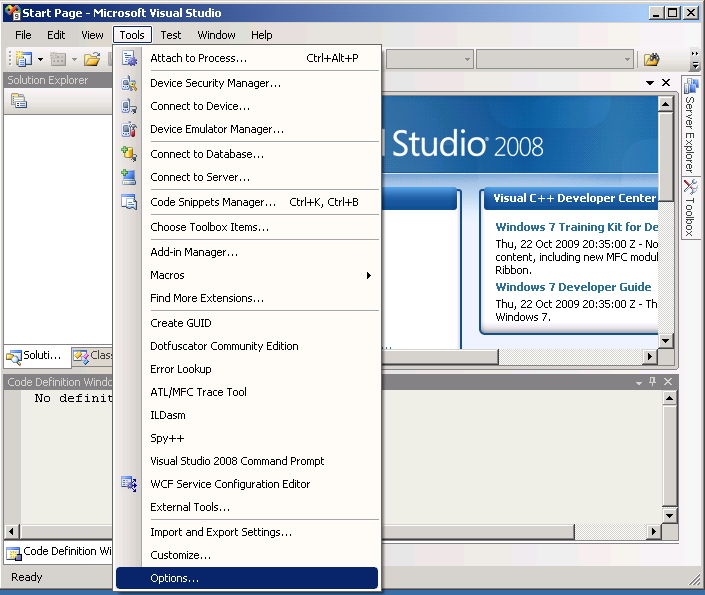 Start Page - Microsoft Visual Studio
File Edit View Tools Test Window Help
Solution Explorer
Attach to Process... Ctrl+Alt+P
Device Security Manager...
Connect to Device...
Device Emulator Manager...
Connect to Database...
Connect to Server...
Code Snippets Manager... Ctrl+K, Ctrl+B
Choose Toolbox Items...
Add-in Manager...
Macros
Find More Extensions...
Create GUID
Dotfuscator Community Edition
Error Lookup
ATL/MFC Trace Tool
ILDasm
Spy++
Visual Studio 2008 Command Prompt
WCF Service Configuration Editor
External Tools...
Import and Export Settings...
Customize...
Options...
Studio 2008
Visual C++ Developer Center
Windows 7 Training Kit for De
Thu, 22 Oct 2009 20:35:00 Z - No
content, including new MFC modul
Ribbon.
Windows 7 Developer Guide
Thu, 22 Oct 2009 20:35:00 Z - Th
Windows 7.
Server Explorer
Toolbox
Soluti... Clas
Code Definition Windo
No definit
Code Definition Wi
Ready